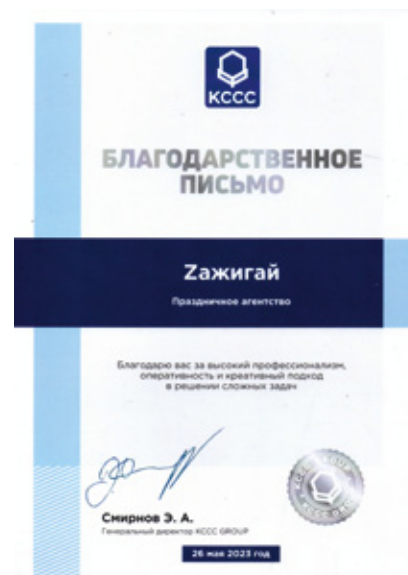 КССС
БЛАГОДАРСТВЕННОЕ
ПИСЬМО
Zажигай
Праздничное агентство
Благодарю вас за высокий профессионализм,
оперативность и креативный подход
в решении сложных задач
Смирнов Э. А.
Генеральный директор КССС GROUP
26 мая 2023 год